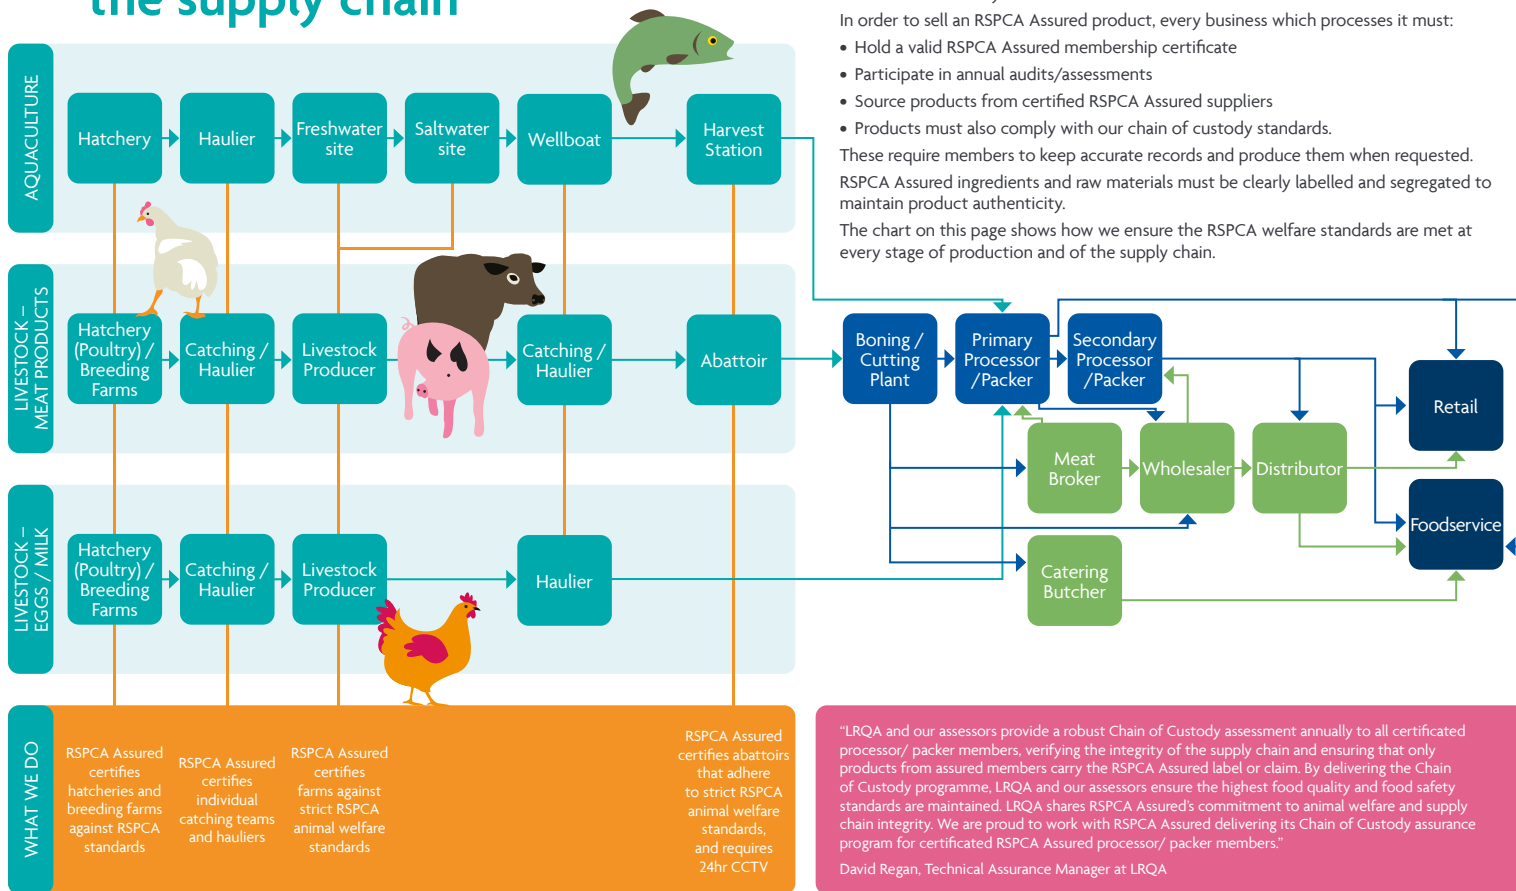 the supply chain
In order to sell an RSPCA Assured product, every business which processes it must:
• Hold a valid RSPCA Assured membership certificate
• Participate in annual audits/assessments
• Source products from certified RSPCA Assured suppliers
• Products must also comply with our chain of custody standards.
These require members to keep accurate records and produce them when requested.
RSPCA Assured ingredients and raw materials must be clearly labelled and segregated to
maintain product authenticity.
The chart on this page shows how we ensure the RSPCA welfare standards are met at
every stage of production and of the supply chain.
AQUACULTURE
Hatchery
Haulier
Freshwater
site
Saltwater
site
Wellboat
Harvest
Station
LIVESTOCK –
MEAT PRODUCTS
Hatchery
(Poultry) /
Breeding
Farms
Catching /
Haulier
Livestock
Producer
Catching /
Haulier
Abattoir
Boning /
Cutting
Plant
Primary
Processor
/Packer
Secondary
Processor
/Packer
Retail
Meat
Broker
Wholesaler
Distributor
Foodservice
Catering
Butcher
LIVESTOCK –
EGGS / MILK
Hatchery
(Poultry) /
Breeding
Farms
Catching /
Haulier
Livestock
Producer
Haulier
WHAT WE DO
RSPCA Assured
certifies
hatcheries and
breeding farms
against RSPCA
standards
RSPCA Assured
certifies
individual
catching teams
and hauliers
RSPCA Assured
certifies
farms against
strict RSPCA
animal welfare
standards
RSPCA Assured
certifies abattoirs
that adhere
to strict RSPCA
animal welfare
standards,
and requires
24hr CCTV
“LRQA and our assessors provide a robust Chain of Custody assessment annually to all certificated
processor/ packer members, verifying the integrity of the supply chain and ensuring that only
products from assured members carry the RSPCA Assured label or claim. By delivering the Chain
of Custody programme, LRQA and our assessors ensure the highest food quality and food safety
standards are maintained. LRQA shares RSPCA Assured’s commitment to animal welfare and supply
chain integrity. We are proud to work with RSPCA Assured delivering its Chain of Custody assurance
program for certificated RSPCA Assured processor/ packer members.”
David Regan, Technical Assurance Manager at LRQA